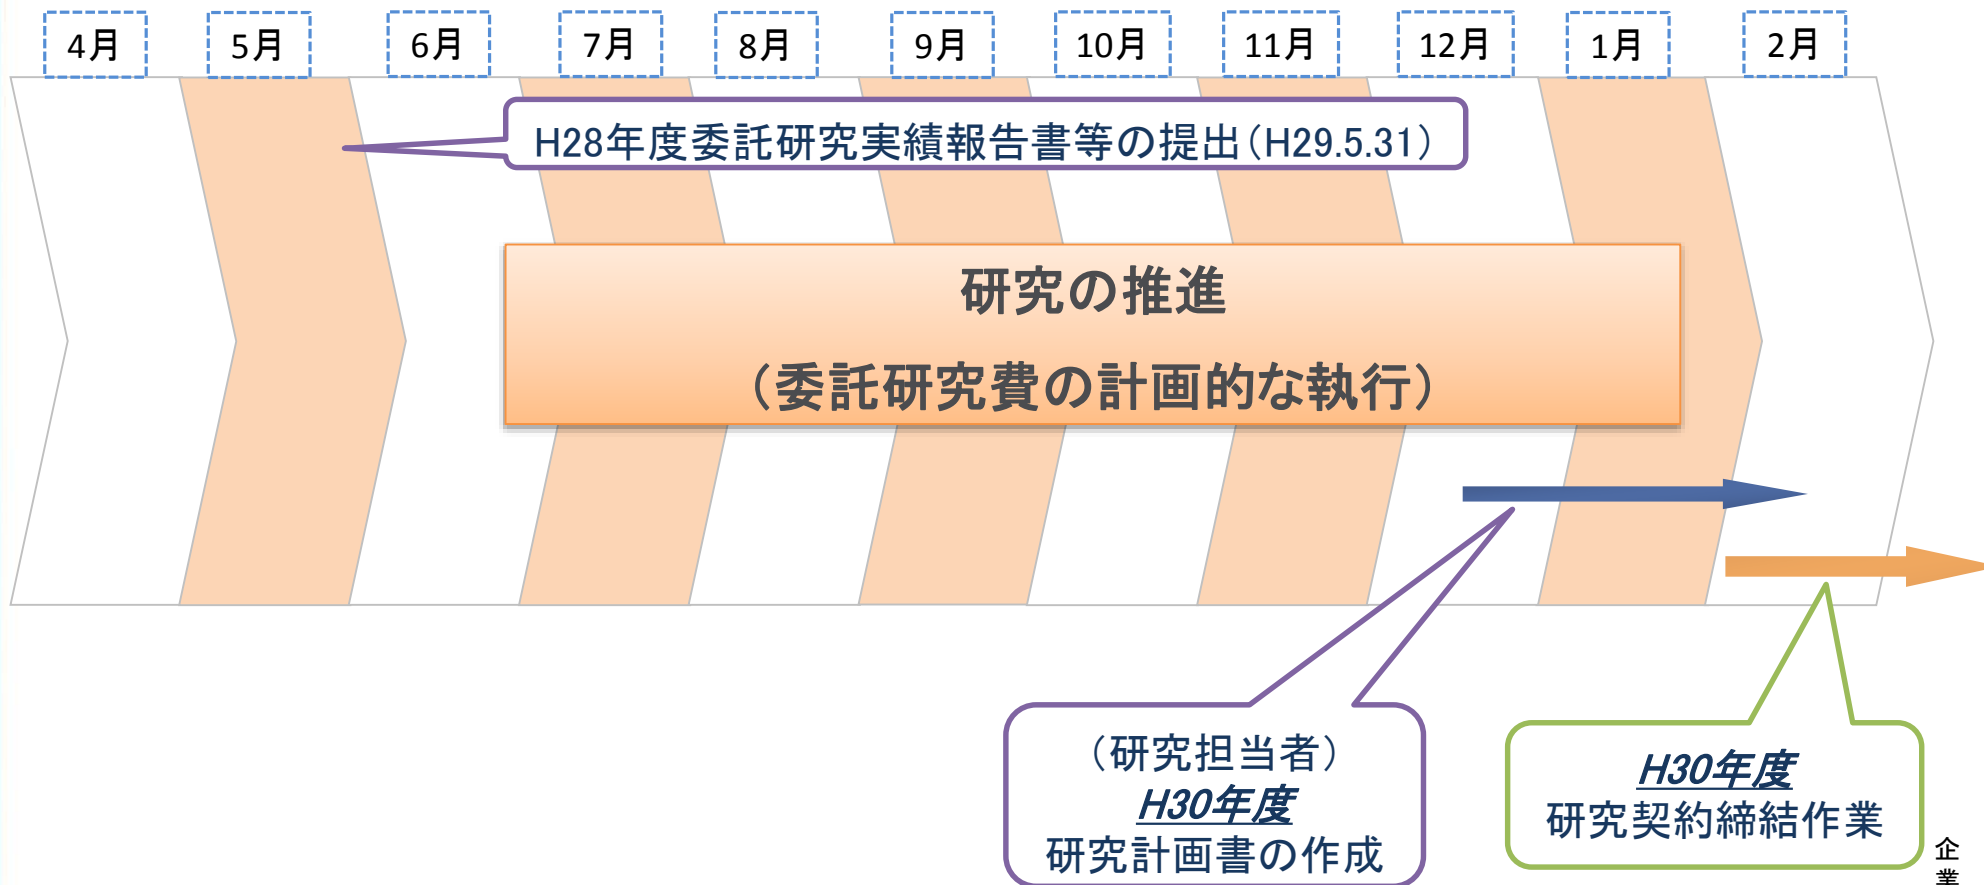 4月
5月
6月
7月
8月
9月
10月
11月
12月
1月
2月
H28年度委託研究実績報告書等の提出(H29.5.31)
研究の推進
(委託研究費の計画的な執行)
(研究担当者)
H30年度
研究計画書の作成
H30年度
研究契約締結作業
企
業